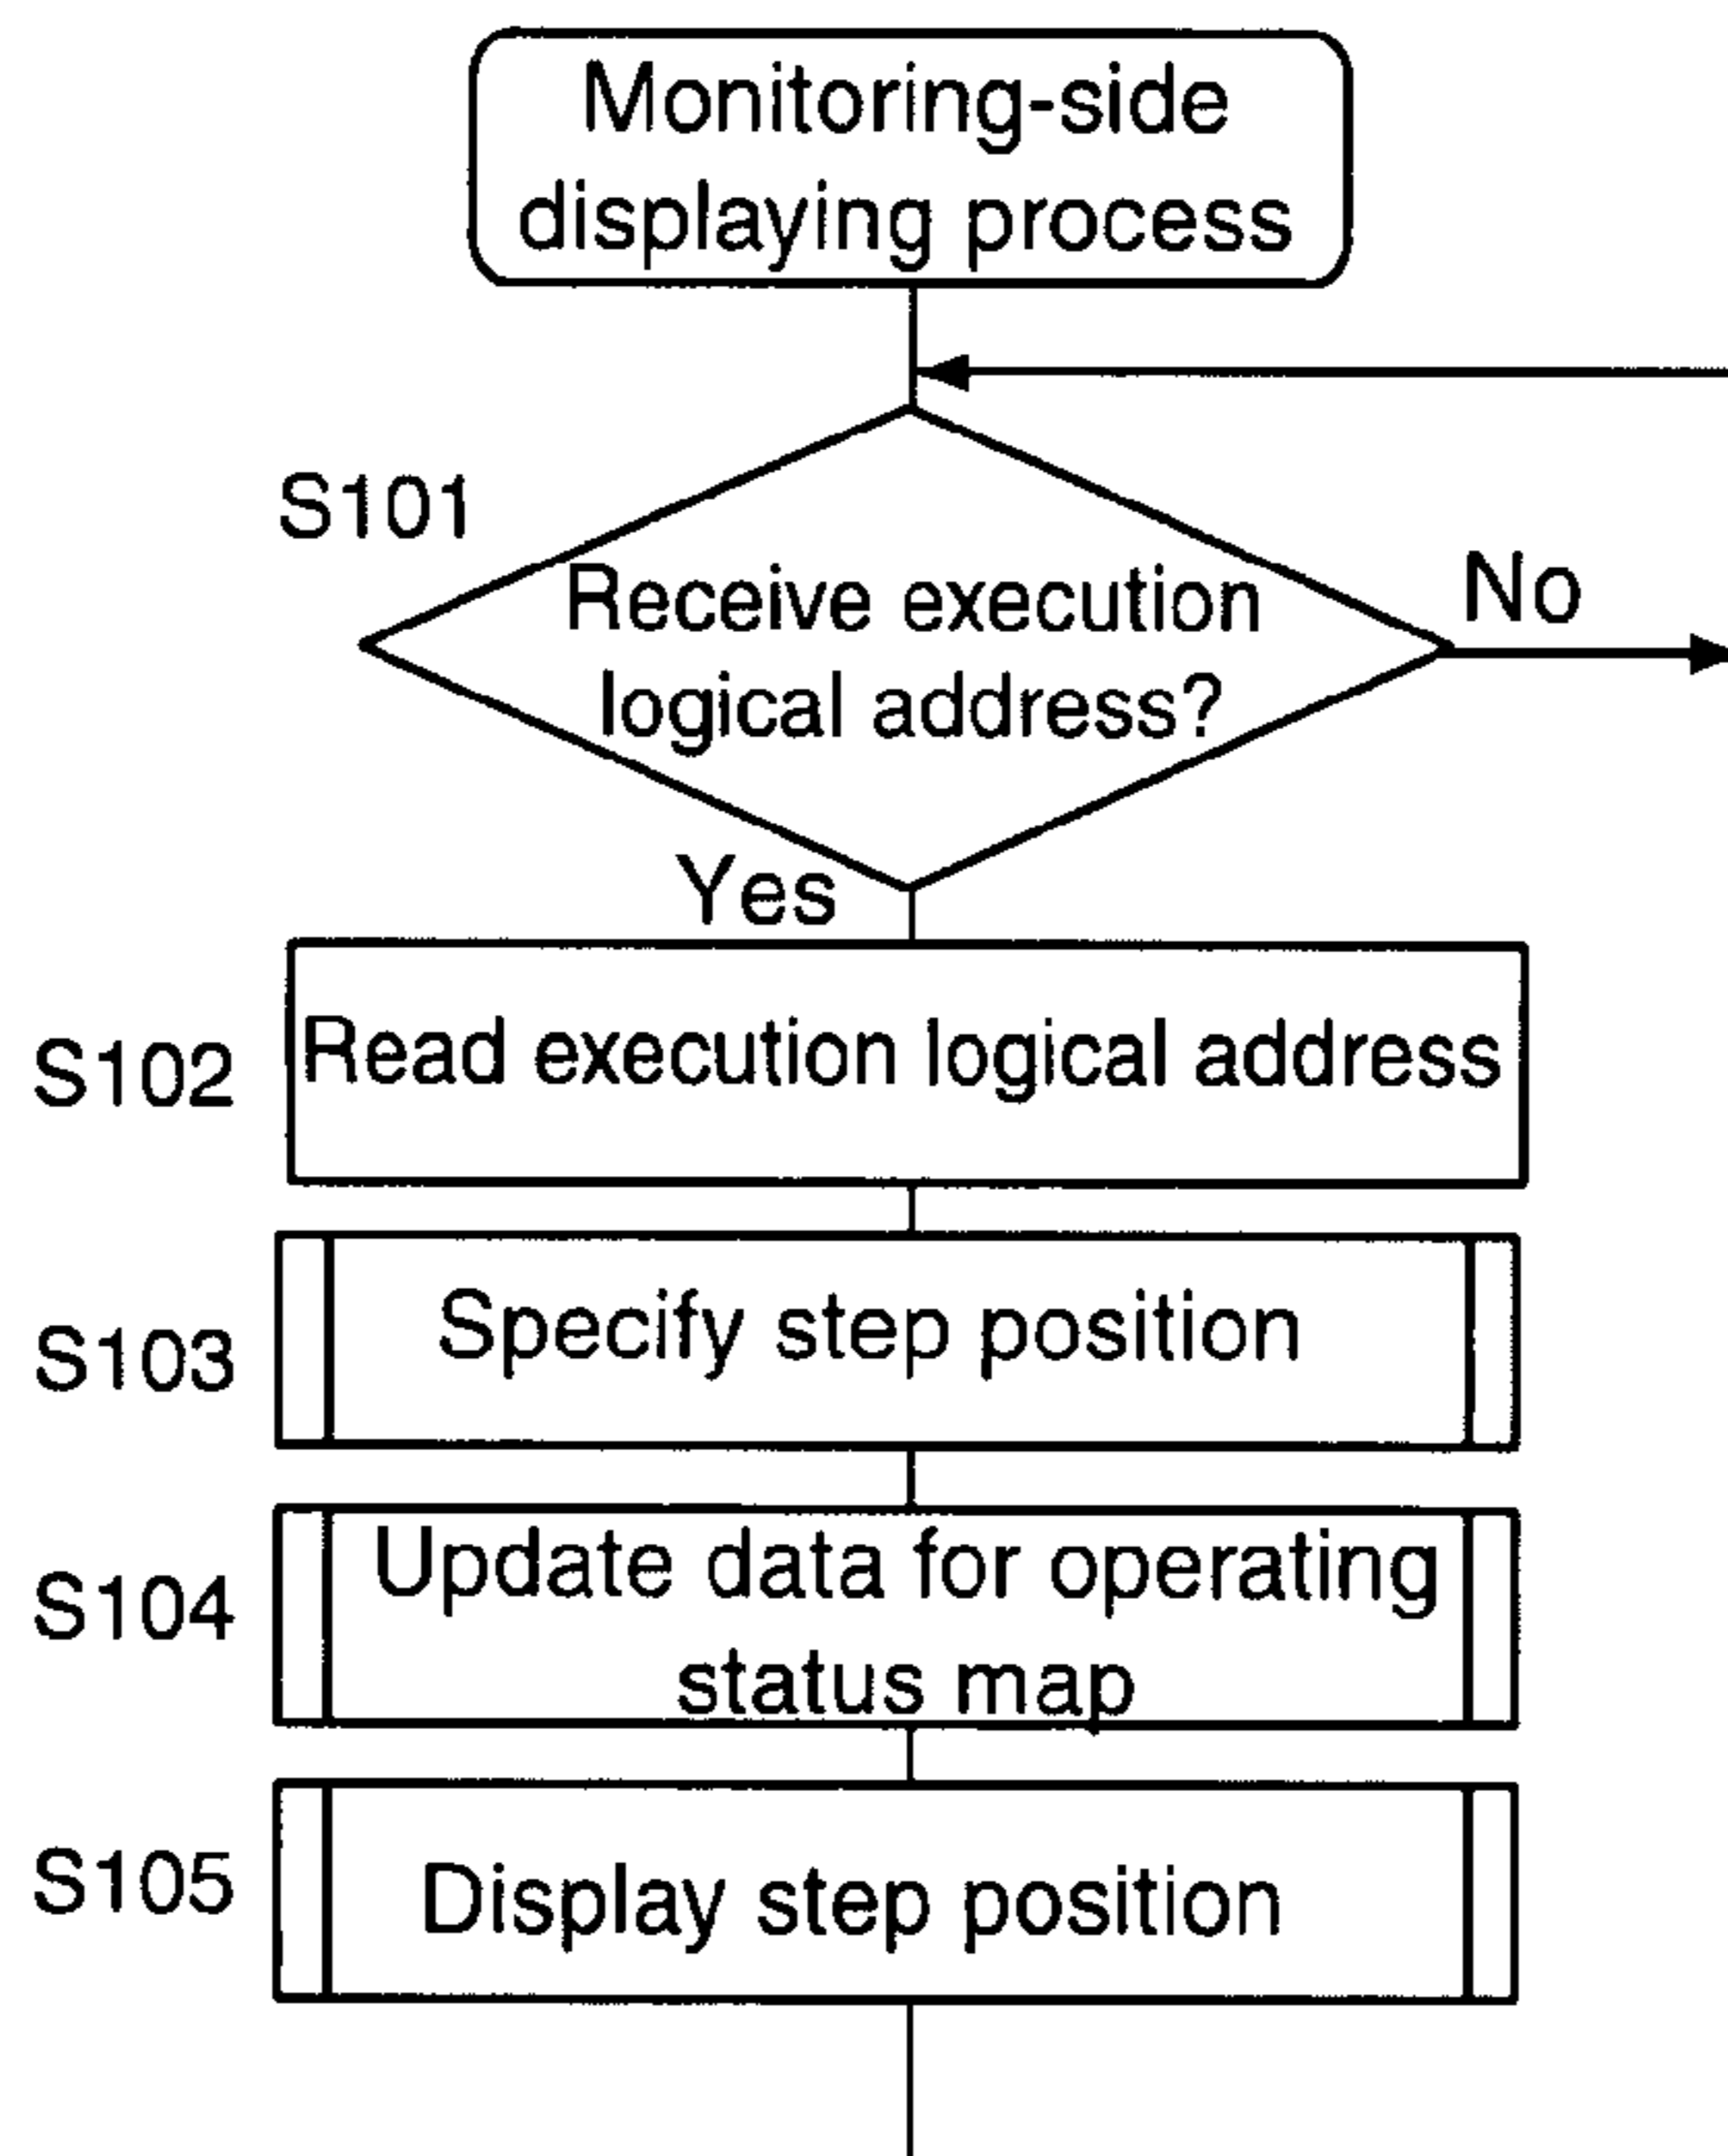 Monitoring-side
displaying process
S101
Receive execution
logical address?
No
Yes
S102
Read execution logical address
S103
Specify step position
S104
Update data for operating
status map
S105
Display step position